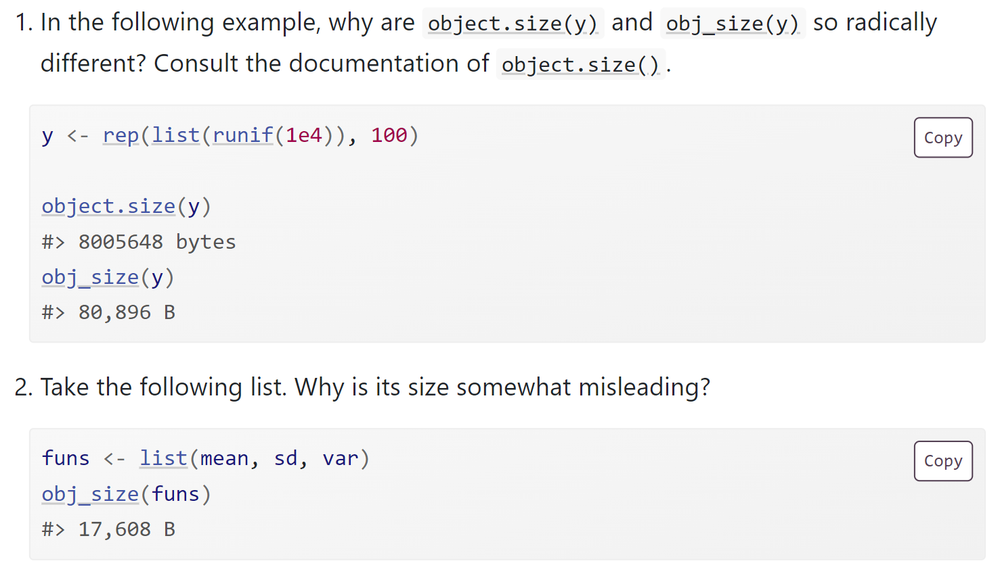 1. In the following example, why are object.size(y) and obj_size(y) so radically
different? Consult the documentation of object.size().
y <- rep(list(runif(1e4)), 100)
Copy
object.size(y)
#> 8005648 bytes
obj_size(y)
#> 80,896 B
2. Take the following list. Why is its size somewhat misleading?
funs <- list(mean, sd, var)
Copy
obj_size(funs)
#> 17,608 B